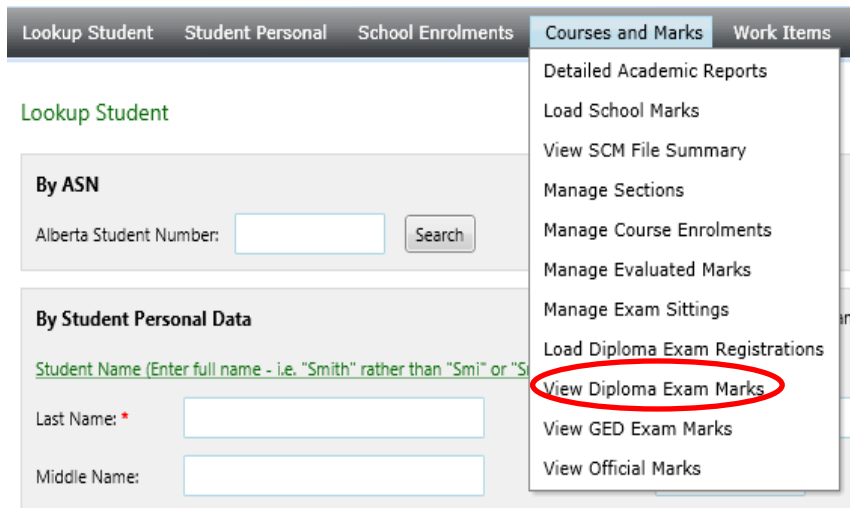 Lookup Student Student Personal School Enrolments Courses and Marks Work Items
Detailed Academic Reports
Load School Marks
View SCM File Summary
Manage Sections
Manage Course Enrolments
Manage Evaluated Marks
Manage Exam Sittings
Load Diploma Exam Registrations
View Diploma Exam Marks
View GED Exam Marks
View Official Marks
Lookup Student
By ASN
Alberta Student Number: Search
By Student Personal Data
Student Name (Enter full name - i.e. "Smith" rather than "Smi" or
Last Name: *
Middle Name: